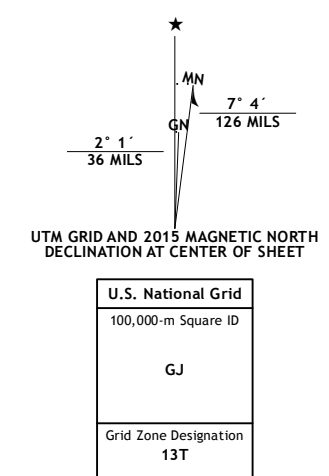 ★
MN
7° 4´
126 MILS
GN
2° 1´
36 MILS
UTM GRID AND 2015 MAGNETIC NORTH
DECLINATION AT CENTER OF SHEET
U.S. National Grid
100,000-m Square ID
GJ
Grid Zone Designation
13T